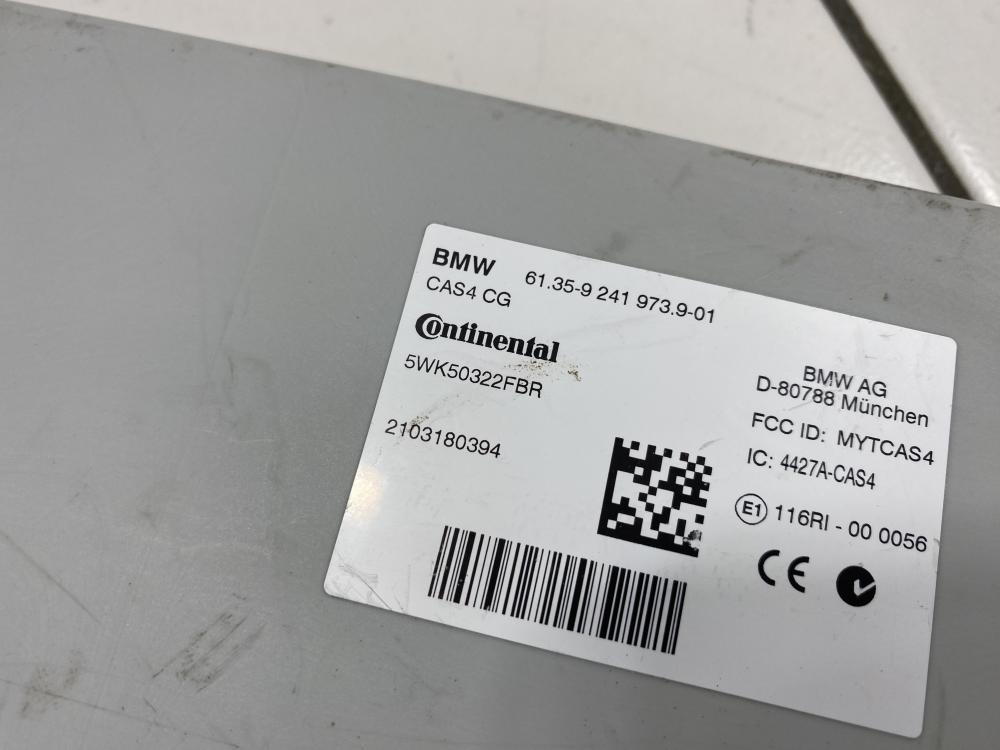 BMW 61.35-9 241 973.9-01
CAS4 CG
Continental
5WK50322FBR
2103180394
BMW AG
D-80788 München
FCC ID: MYTCAS4
IC: 4427A-CAS4
E1 116RI - 00 0056
CE